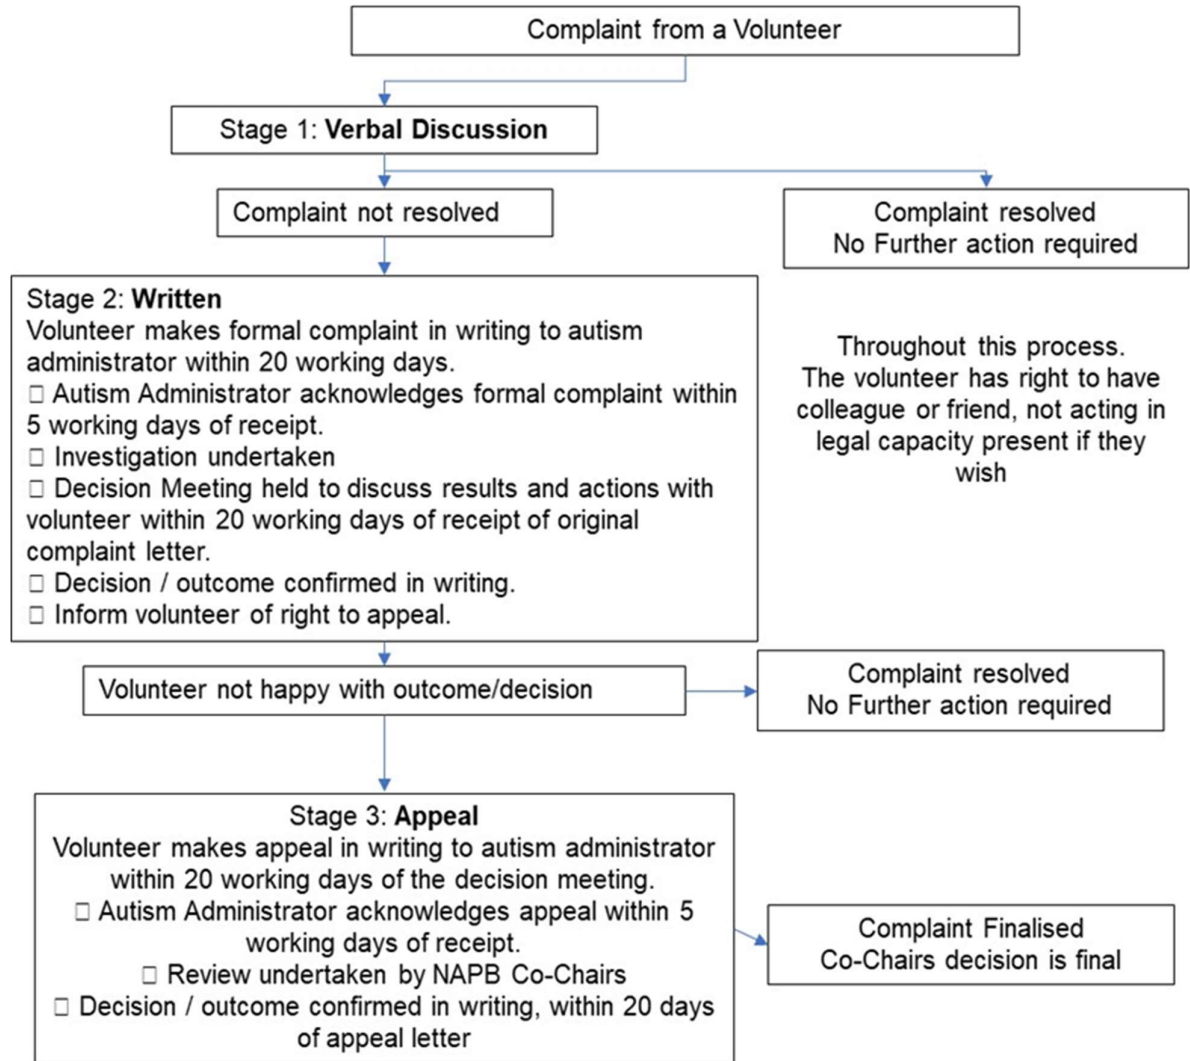 Complaint from a Volunteer
Stage 1: Verbal Discussion
Complaint not resolved
Complaint resolved
No Further action required
Stage 2: Written
Volunteer makes formal complaint in writing to autism
administrator within 20 working days.
□ Autism Administrator acknowledges formal complaint within
5 working days of receipt.
□ Investigation undertaken
□ Decision Meeting held to discuss results and actions with
volunteer within 20 working days of receipt of original
complaint letter.
□ Decision / outcome confirmed in writing.
□ Inform volunteer of right to appeal.
Throughout this process.
The volunteer has right to have
colleague or friend, not acting in
legal capacity present if they
wish
Volunteer not happy with outcome/decision
Complaint resolved
No Further action required
Stage 3: Appeal
Volunteer makes appeal in writing to autism administrator
within 20 working days of the decision meeting.
□ Autism Administrator acknowledges appeal within 5
working days of receipt.
□ Review undertaken by NAPB Co-Chairs
□ Decision / outcome confirmed in writing, within 20 days
of appeal letter
Complaint Finalised
Co-Chairs decision is final